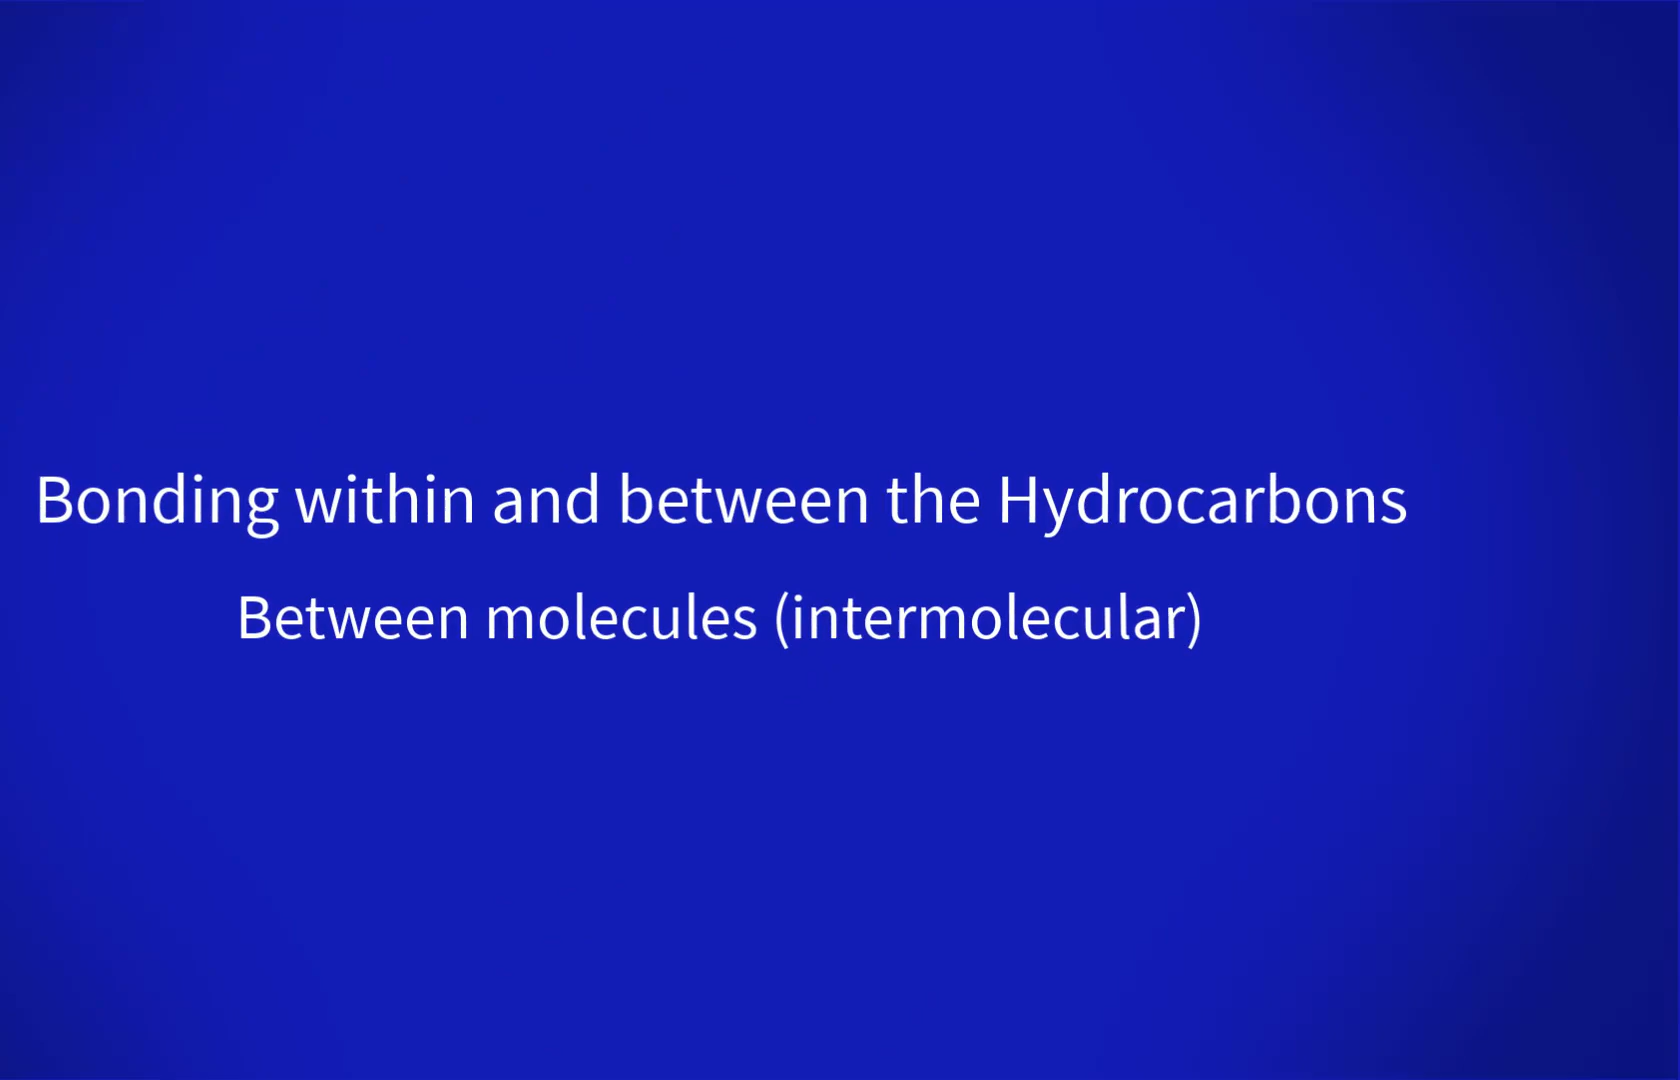 Bonding within and between the Hydrocarbons
Between molecules (intermolecular)